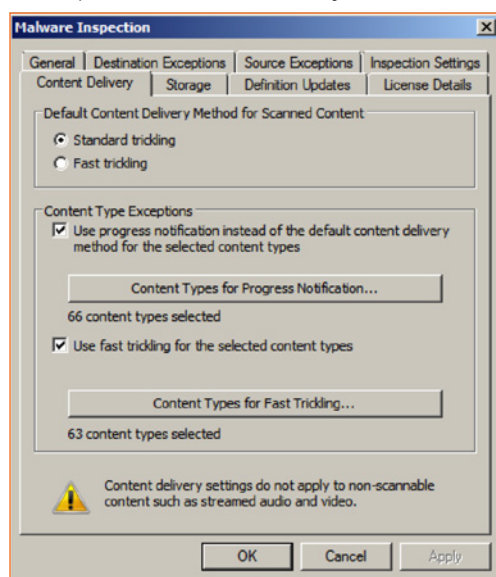 Malware Inspection
General Destination Exceptions Source Exceptions Inspection Settings
Content Delivery Storage Definition Updates License Details
Default Content Delivery Method for Scanned Content
Standard trickling
Fast trickling
Content Type Exceptions
Use progress notification instead of the default content delivery
method for the selected content types
Content Types for Progress Notification...
66 content types selected
Use fast trickling for the selected content types
Content Types for Fast Trickling...
63 content types selected
Content delivery settings do not apply to non-scannable
content such as streamed audio and video.
OK Cancel Apply